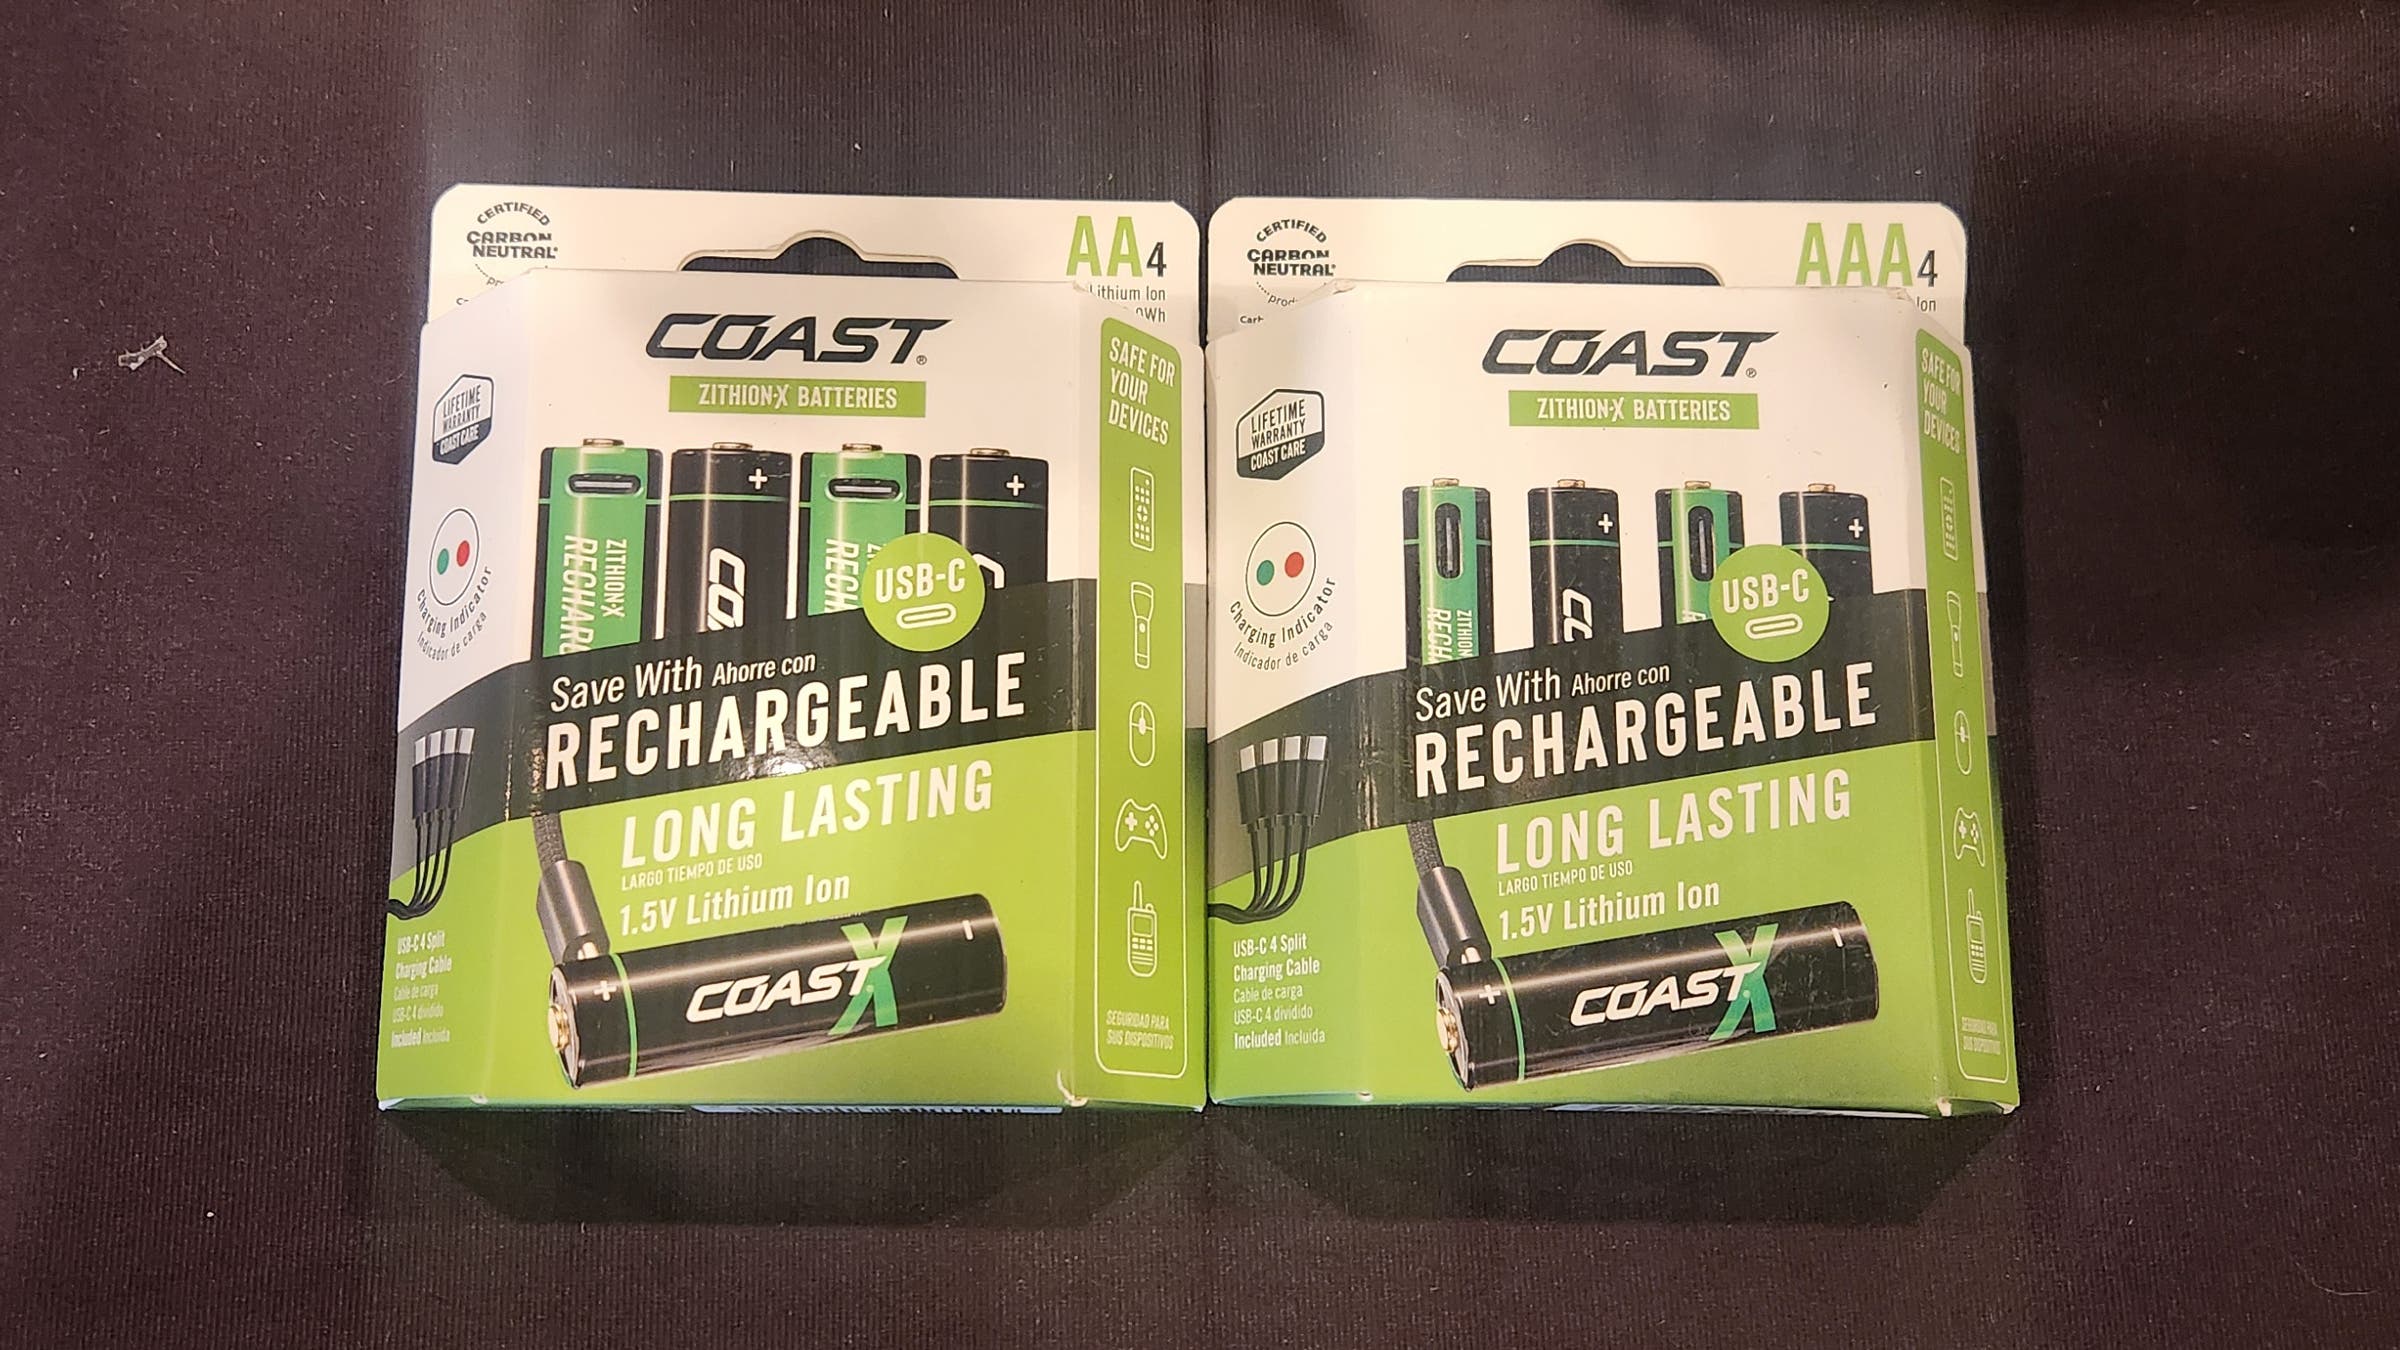 CERTIFIED
CARBON
NEUTRAL
AA4
Lithium Ion
COAST®
ZITHION-X BATTERIES
LIFETIME
WARRANTY
COAST CARE
SAFE FOR
YOUR
DEVICES
+
+
ZITHION-X
USB-C
Charging Indicator
Indicador de carga
Save With Ahorre con
RECHARGEABLE
LONG LASTING
LARGO TIEMPO DE USO
1.5V Lithium Ion
USB-C 4 Split
Charging Cable
Cable de carga
USB-C 4 dividido
Included Incluida
+
COAST X
SEGURIDAD PARA
SUS DISPOSITIVOS
CERTIFIED
CARBON
NEUTRAL
AAA4
Ion
COAST®
ZITHION-X BATTERIES
LIFETIME
WARRANTY
COAST CARE
SAFE FOR
YOUR
DEVICES
+
+
USB-C
Charging Indicator
Indicador de carga
Save With Ahorre con
RECHARGEABLE
LONG LASTING
LARGO TIEMPO DE USO
1.5V Lithium Ion
USB-C 4 Split
Charging Cable
Cable de carga
USB-C 4 dividido
Included Incluida
+
COAST X
SEGURIDAD PARA
SUS DISPOSITIVOS